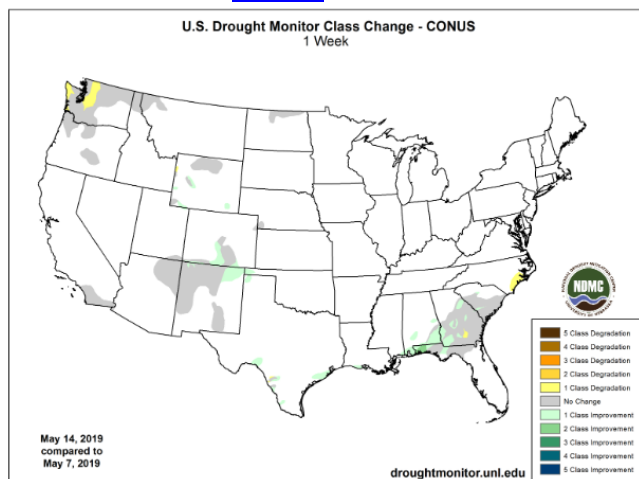 U.S. Drought Monitor Class Change - CONUS
1 Week
NDMC
5 Class Degradation
4 Class Degradation
3 Class Degradation
2 Class Degradation
1 Class Degradation
No Change
1 Class Improvement
2 Class Improvement
3 Class Improvement
4 Class Improvement
5 Class Improvement
May 14, 2019
compared to
May 7, 2019
droughtmonitor.unl.edu